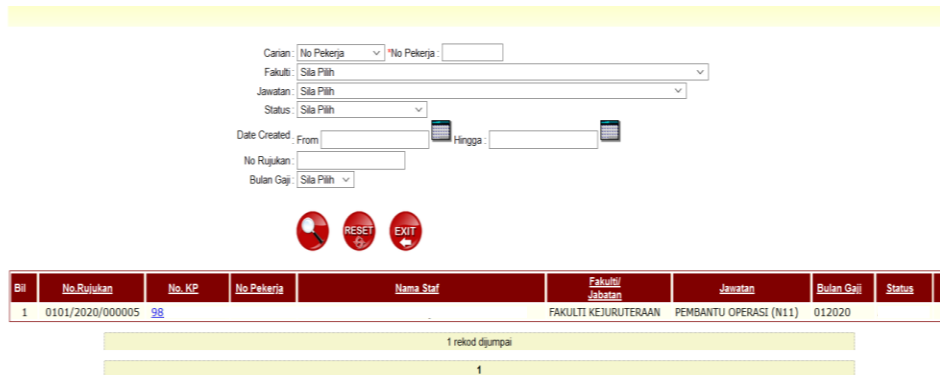 Carian : No Pekerja *No Pekerja :
Fakulti : Sila Pilih
Jawatan : Sila Pilih
Status : Sila Pilih
Date Created : From Hingga :
No Rujukan :
Bulan Gaji : Sila Pilih
RESET EXIT
Bil No.Rujukan No. KP No Pekerja Nama Staf Fakulti/ Jabatan Jawatan Bulan Gaji Status
1 0101/2020/000005 98 FAKULTI KEJURUTERAAN PEMBANTU OPERASI (N11) 012020
1 rekod dijumpai
1